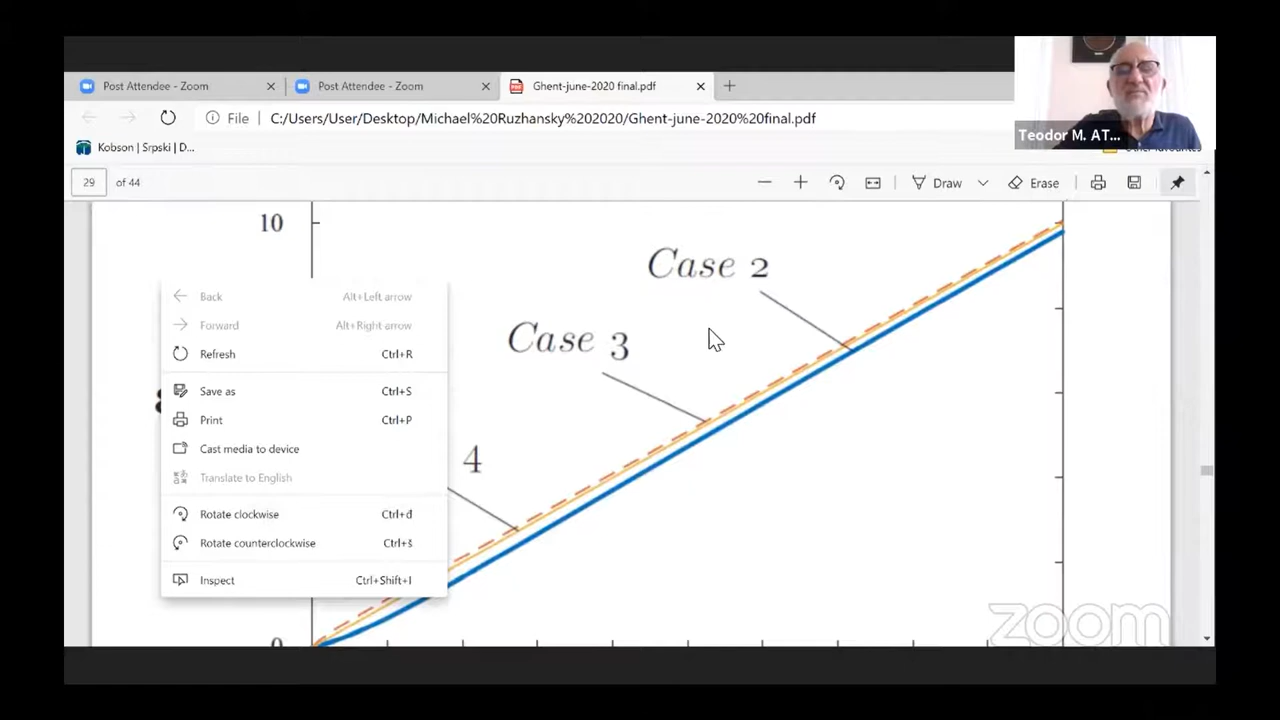 Post Attendee - Zoom
Post Attendee - Zoom
Ghent-june-2020 final.pdf
File
C:/Users/User/Desktop/Michael%20Ruzhansky%202020/Ghent-june-2020%20final.pdf
Teodor M. AT...
Kobson | Srpski | D...
Other favourites
29 of 44
Draw
Erase
10
Case 2
Case 3
4
0
Back Alt+Left arrow
Forward Alt+Right arrow
Refresh Ctrl+R
Save as Ctrl+S
Print Ctrl+P
Cast media to device
Translate to English
Rotate clockwise Ctrl+đ
Rotate counterclockwise Ctrl+š
Inspect Ctrl+Shift+I
zoom